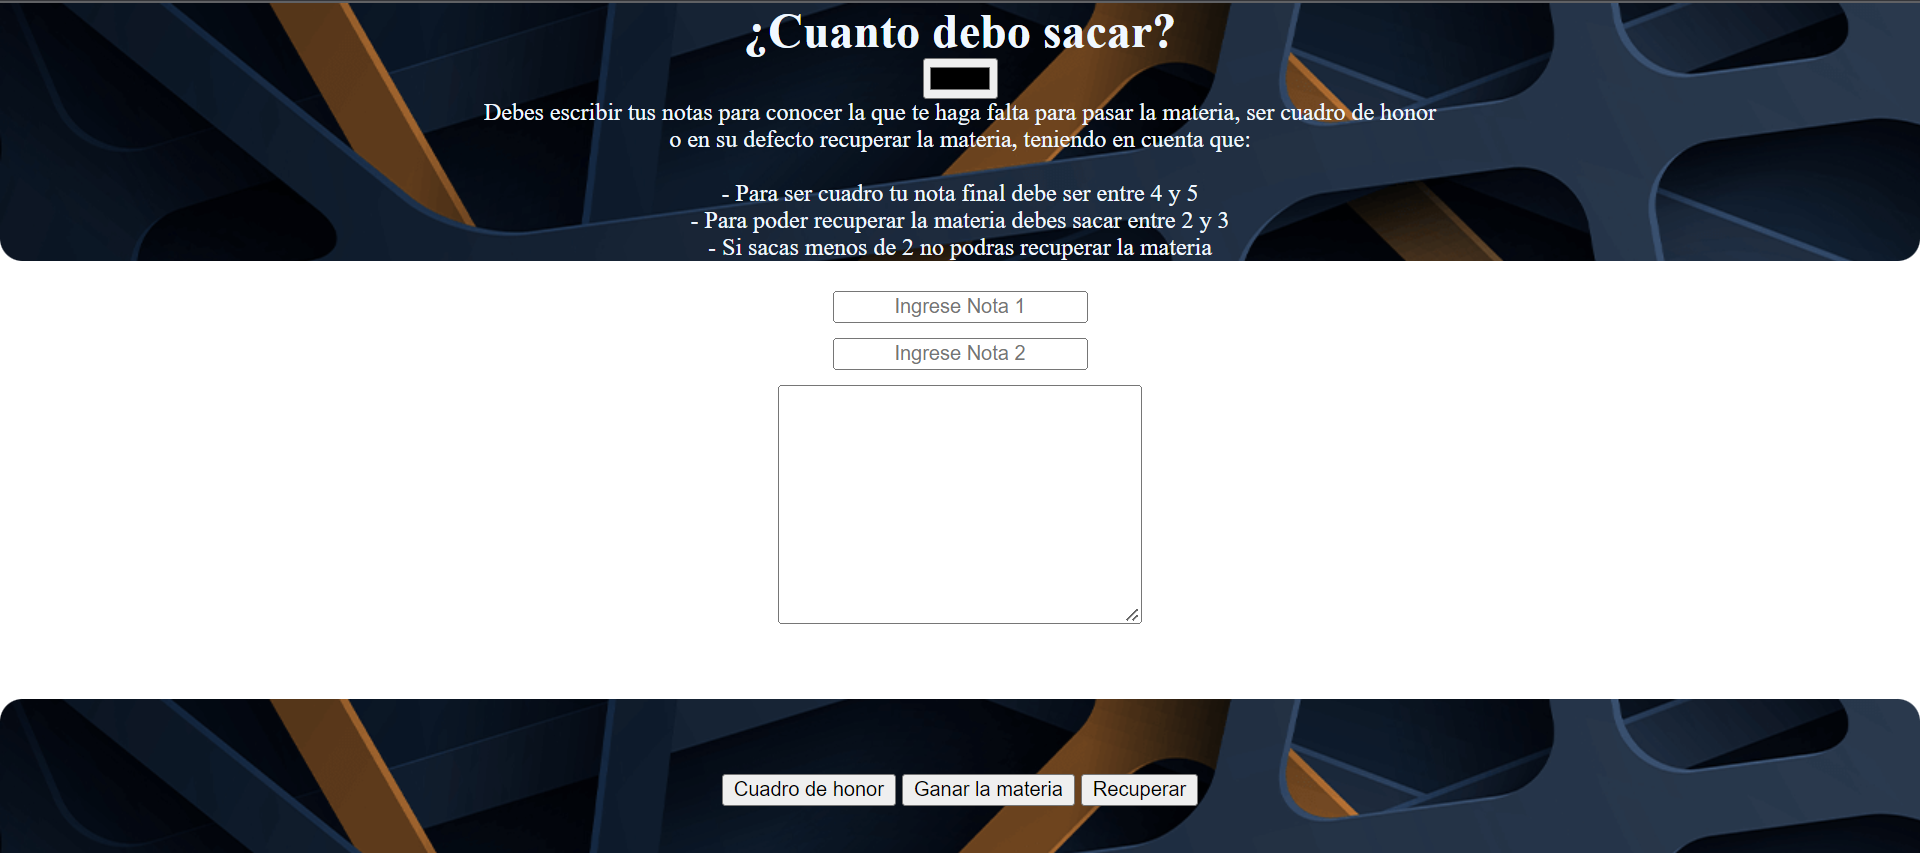 ¿Cuanto debo sacar?
Debes escribir tus notas para conocer la que te haga falta para pasar la materia, ser cuadro de honor
o en su defecto recuperar la materia, teniendo en cuenta que:
- Para ser cuadro tu nota final debe ser entre 4 y 5
- Para poder recuperar la materia debes sacar entre 2 y 3
- Si sacas menos de 2 no podras recuperar la materia
Ingrese Nota 1
Ingrese Nota 2
Cuadro de honor Ganar la materia Recuperar